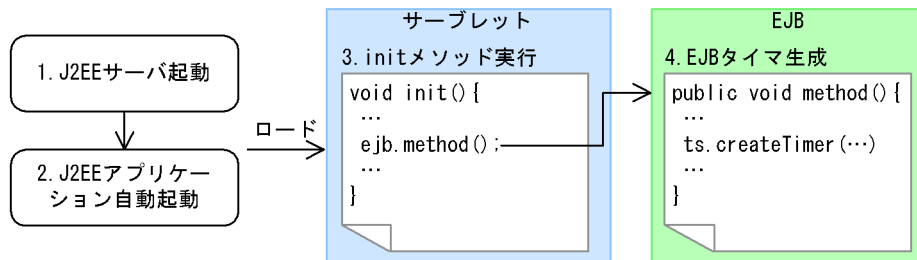 1.J2EEサーバ起動
2.J2EEアプリケー
ション自動起動
ロード
サーブレット
3.initメソッド実行
void init(){
…
ejb.method();
…
}
EJB
4.EJBタイマ生成
public void method(){
…
ts.createTimer(…)
…
}